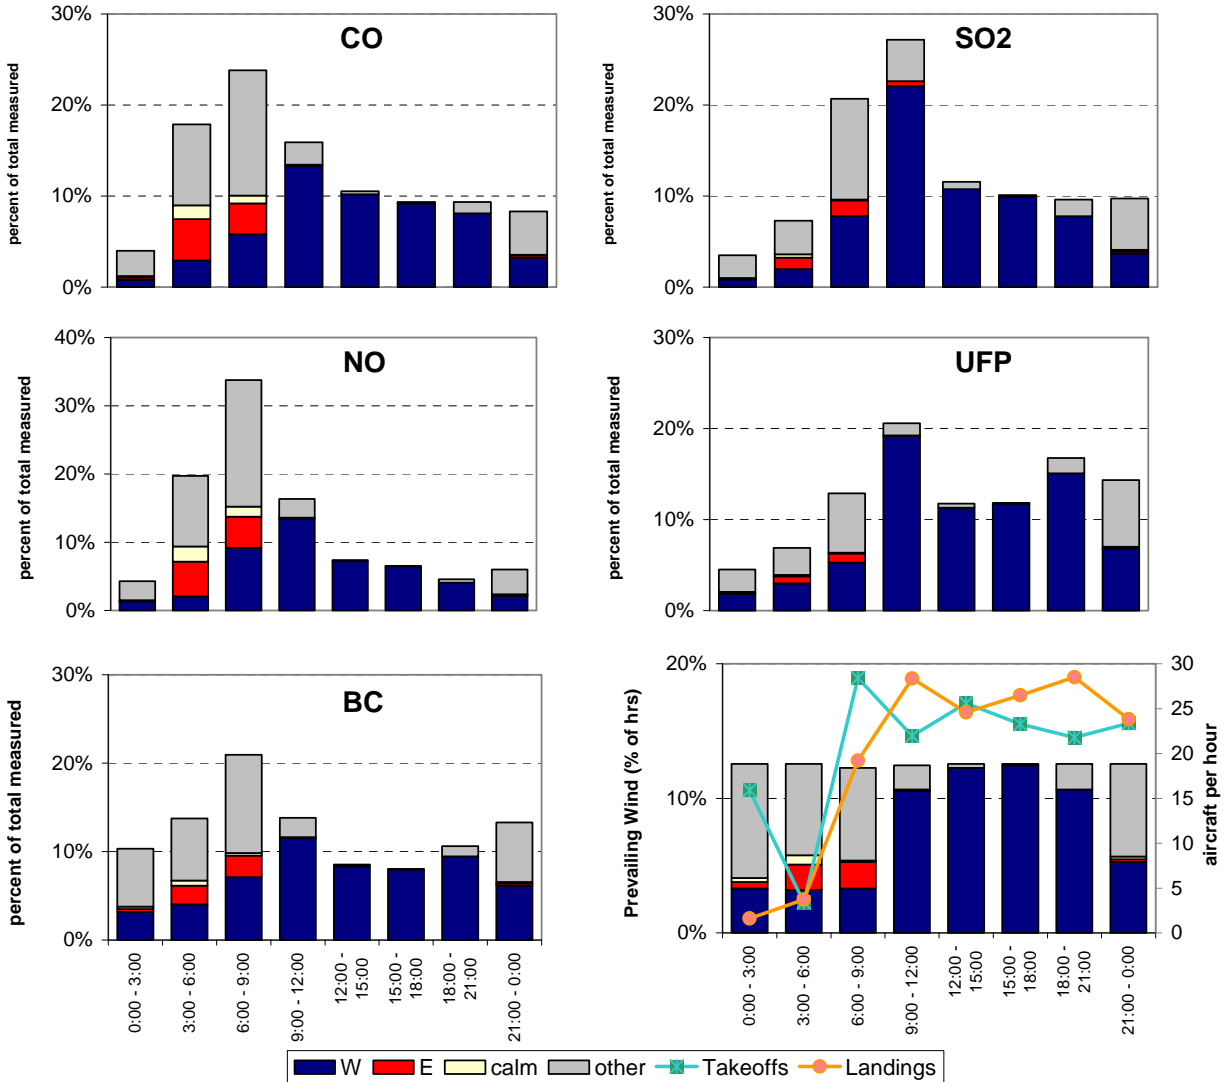 30%
20%
10%
0%
percent of total measured
CO
30%
20%
10%
0%
percent of total measured
SO2
40%
30%
20%
10%
0%
percent of total measured
NO
30%
20%
10%
0%
percent of total measured
UFP
30%
20%
10%
0%
percent of total measured
BC
0:00 - 3:00
3:00 - 6:00
6:00 - 9:00
9:00 - 12:00
12:00 -
15:00
15:00 -
18:00
18:00 -
21:00
21:00 - 0:00
20%
10%
0%
Prevailing Wind (% of hrs)
30
25
20
15
10
5
0
aircraft per hour
0:00 - 3:00
3:00 - 6:00
6:00 - 9:00
9:00 - 12:00
12:00 -
15:00
15:00 -
18:00
18:00 -
21:00
21:00 - 0:00
W E calm other Takeoffs Landings